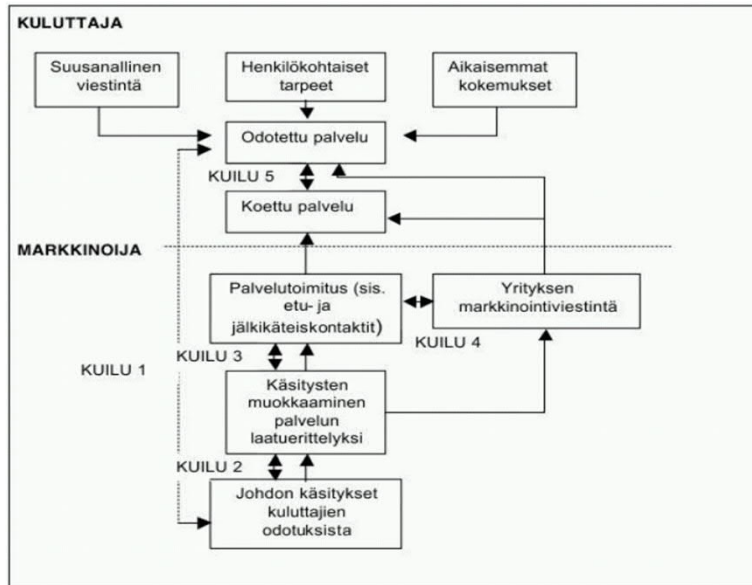 KULUTTAJA
Suusanallinen
viestintä
Henkilökohtaiset
tarpeet
Aikaisemmat
kokemukset
Odotettu palvelu
KUILU 5
Koettu palvelu
MARKKINOIJA
Palvelutoimitus (sis.
etu- ja
jälkikäteiskontaktit)
Yrityksen
markkinointiviestintä
KUILU 4
KUILU 3
KUILU 1
Käsitysten
muokkaaminen
palvelun
laatuerittelyksi
KUILU 2
Johdon käsitykset
kuluttajien
odotuksista